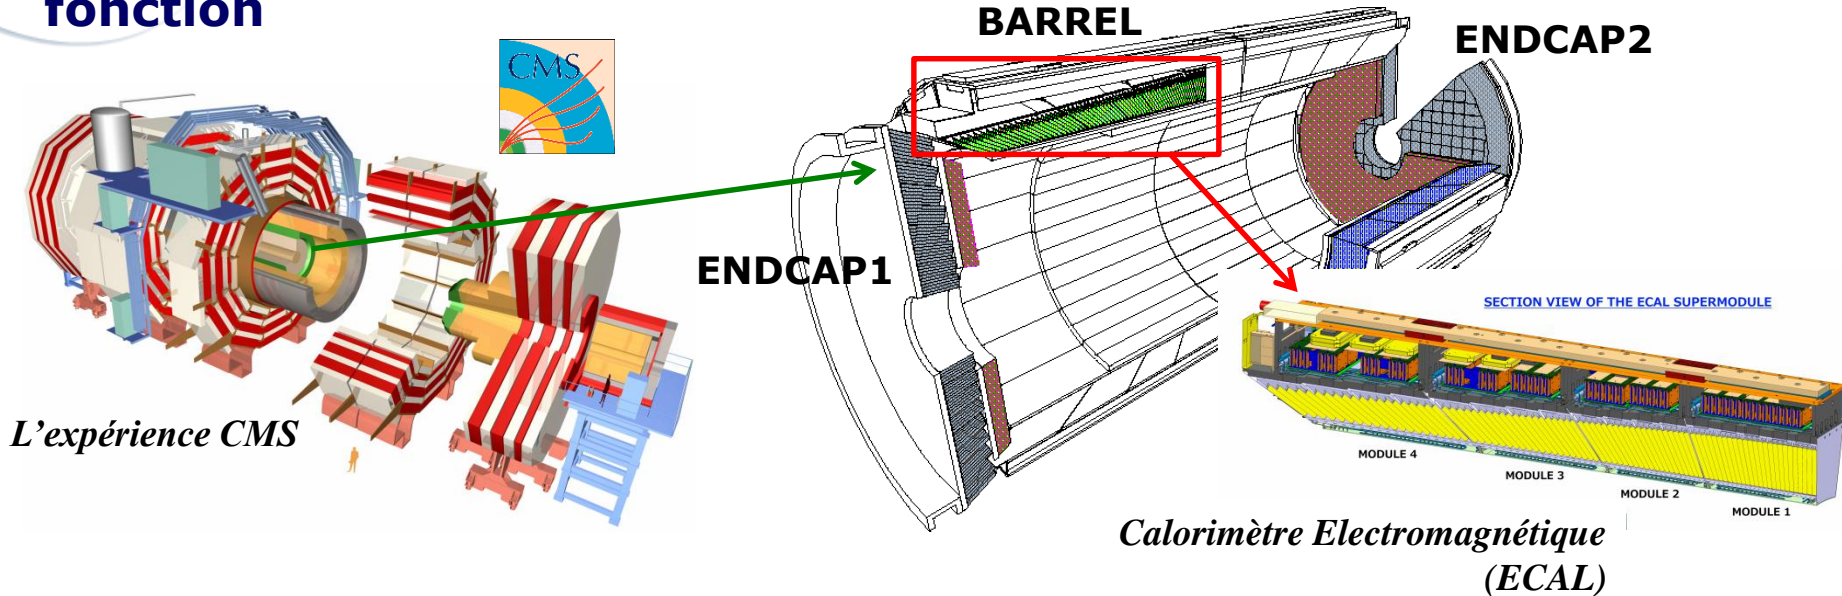 fonction
BARREL
ENDCAP2
CMS
ENDCAP1
SECTION VIEW OF THE ECAL SUPERMODULE
L’expérience CMS
MODULE 4
MODULE 3
MODULE 2
MODULE 1
Calorimètre Electromagnétique
(ECAL)